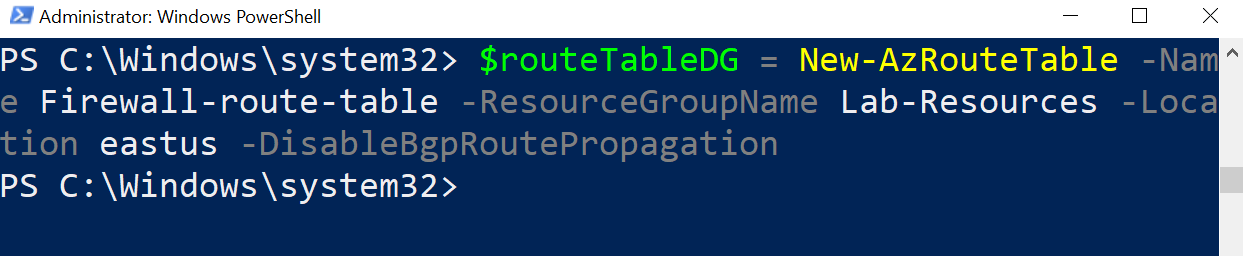 Administrator: Windows PowerShell
PS C:\Windows\system32> $routeTableDG = New-AzRouteTable -Nam
e Firewall-route-table -ResourceGroupName Lab-Resources -Loca
tion eastus -DisableBgpRoutePropagation
PS C:\Windows\system32>